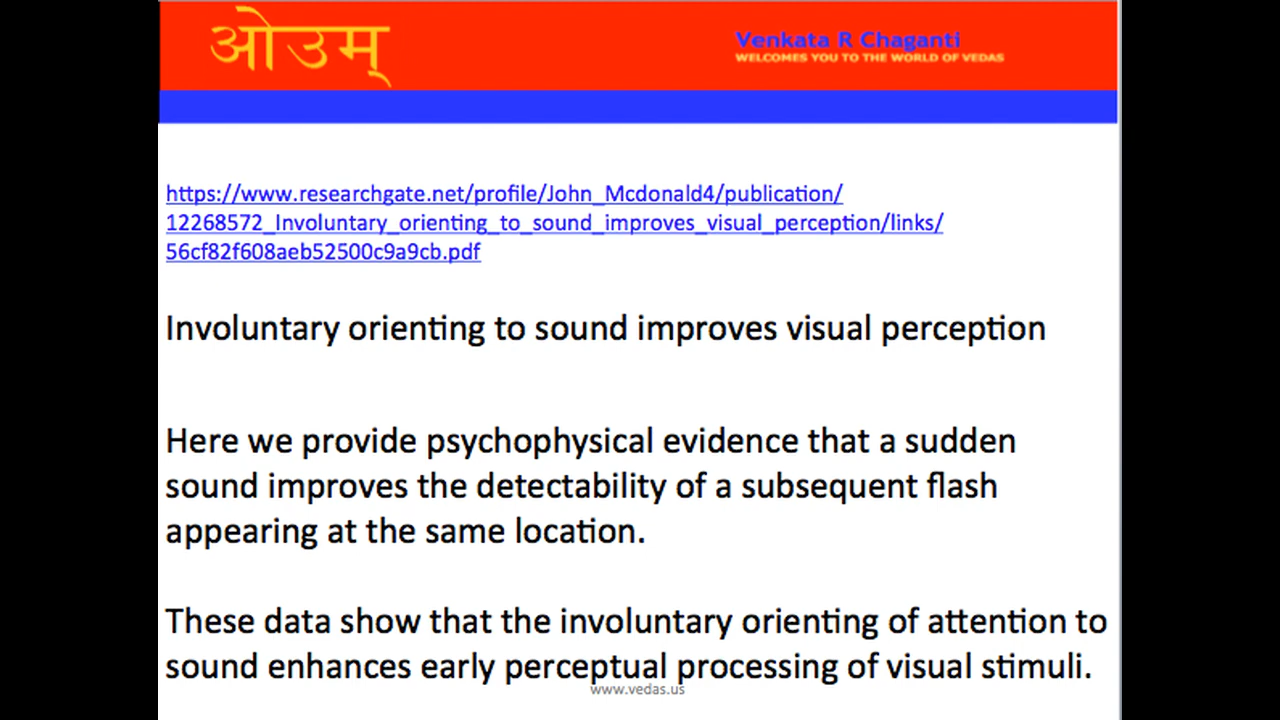 ओउम्
Venkata R Chaganti
WELCOMES YOU TO THE WORLD OF VEDAS
https://www.researchgate.net/profile/John_Mcdonald4/publication/
12268572_Involuntary_orienting_to_sound_improves_visual_perception/links/
56cf82f608aeb52500c9a9cb.pdf
Involuntary orienting to sound improves visual perception
Here we provide psychophysical evidence that a sudden
sound improves the detectability of a subsequent flash
appearing at the same location.
These data show that the involuntary orienting of attention to
sound enhances early perceptual processing of visual stimuli.
www.vedas.us